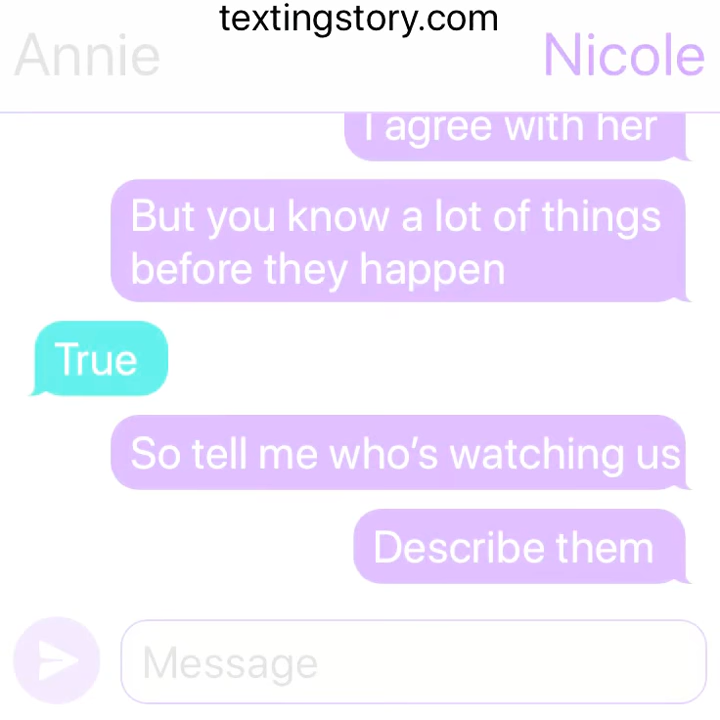 textingstory.com
Annie
Nicole
I agree with her
But you know a lot of things
before they happen
True
So tell me who's watching us
Describe them
Message